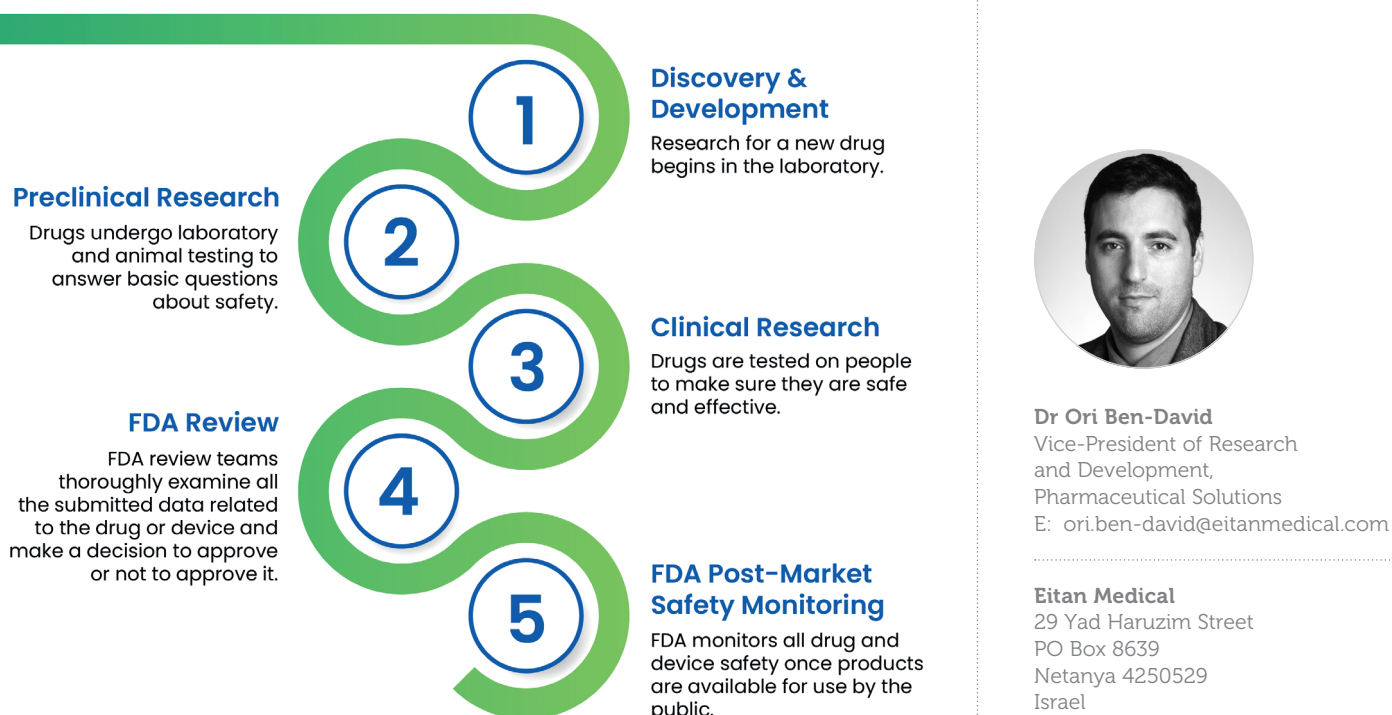 1
Discovery &
Development
Research for a new drug
begins in the laboratory.
2
Preclinical Research
Drugs undergo laboratory
and animal testing to
answer basic questions
about safety.
3
Clinical Research
Drugs are tested on people
to make sure they are safe
and effective.
4
FDA Review
FDA review teams
thoroughly examine all
the submitted data related
to the drug or device and
make a decision to approve
or not to approve it.
5
FDA Post-Market
Safety Monitoring
FDA monitors all drug and
device safety once products
are available for use by the
public.
Dr Ori Ben-David
Vice-President of Research
and Development,
Pharmaceutical Solutions
E: ori.ben-david@eitanmedical.com
Eitan Medical
29 Yad Haruzim Street
PO Box 8639
Netanya 4250529
Israel